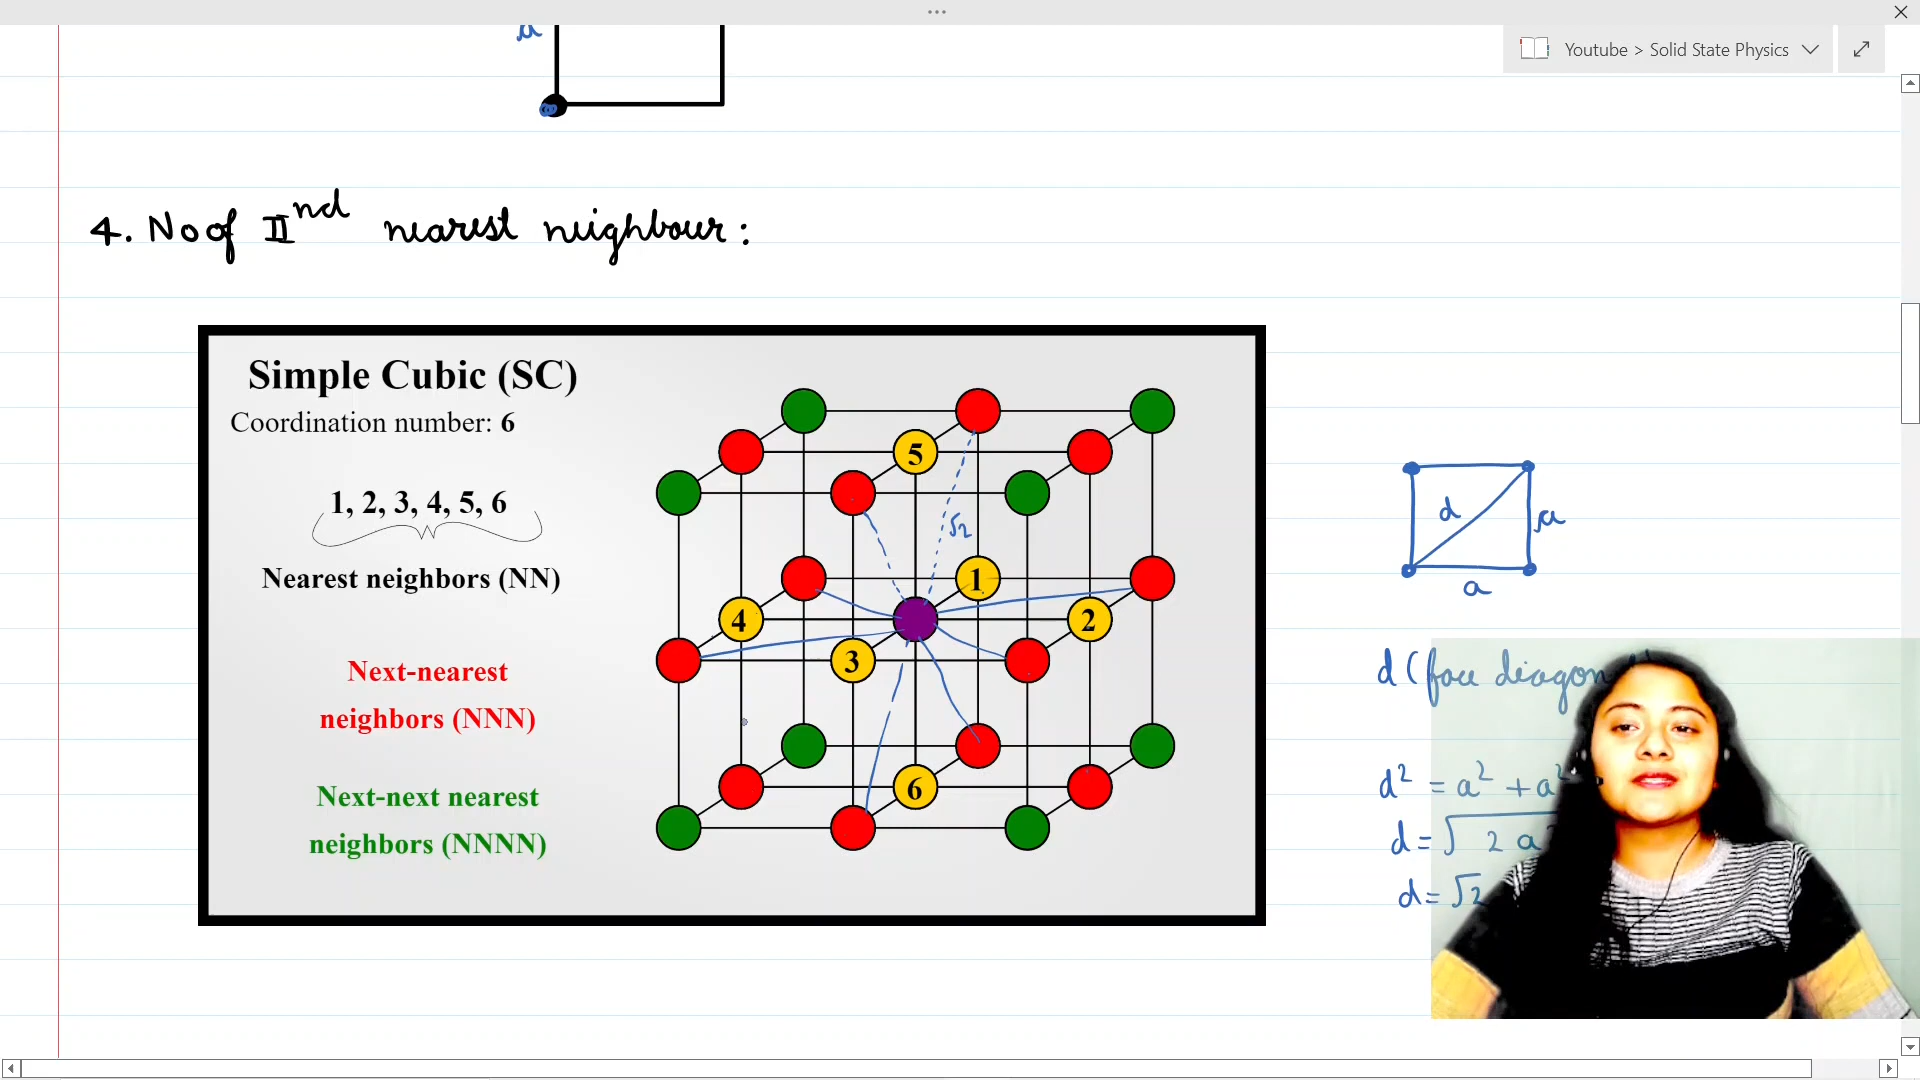 Youtube > Solid State Physics
a
4. No of IInd nearest neighbour:
Simple Cubic (SC)
Coordination number: 6
1, 2, 3, 4, 5, 6
Nearest neighbors (NN)
Next-nearest
neighbors (NNN)
Next-next nearest
neighbors (NNNN)
5
√2
1
4
2
3
6
d
a
a
d (face diagon
d² = a² + a²
d = √2 a
d = √2